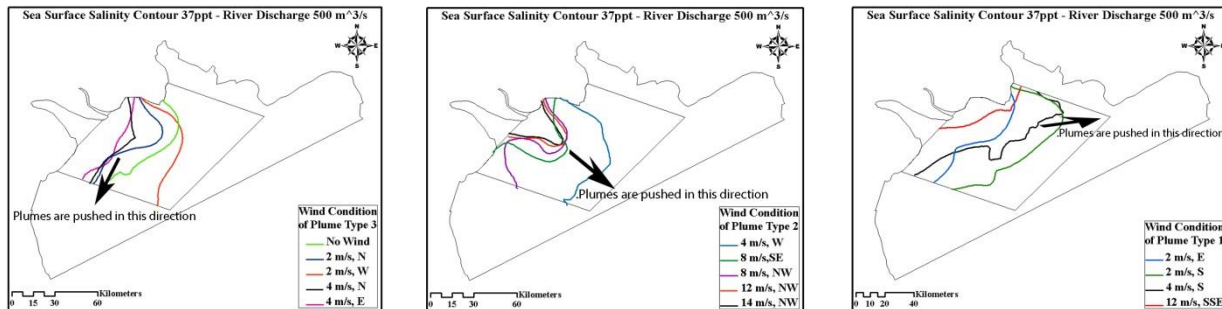 Sea Surface Salinity Contour 37ppt - River Discharge 500 m^3/s
N
W E
S
Plumes are pushed in this direction
Wind Condition
of Plume Type 3
No Wind
2 m/s, N
2 m/s, W
4 m/s, N
4 m/s, E
Kilometers
0 15 30 60
Sea Surface Salinity Contour 37ppt - River Discharge 500 m^3/s
N
W E
S
.Plumes are pushed in this direction
Wind Condition
of Plume Type 2
4 m/s, W
8 m/s,SE
8 m/s, NW
12 m/s, NW
14 m/s, NW
Kilometers
0 15 30 60
Sea Surface Salinity Contour 37ppt - River Discharge 500 m^3/s
N
W E
S
.Plumes are pushed in this direction
Wind Condition
of Plume Type 1
2 m/s, E
2 m/s, S
4 m/s, S
12 m/s, SSE
Kilometers
0 10 20 40